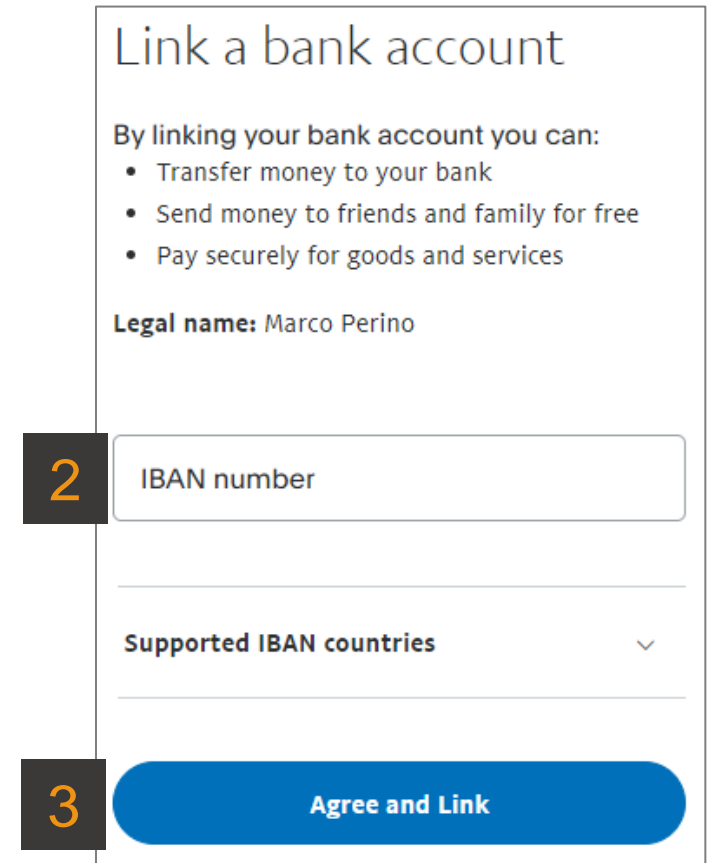 Link a bank account
By linking your bank account you can:
• Transfer money to your bank
• Send money to friends and family for free
• Pay securely for goods and services
Legal name: Marco Perino
2 IBAN number
Supported IBAN countries
3 Agree and Link